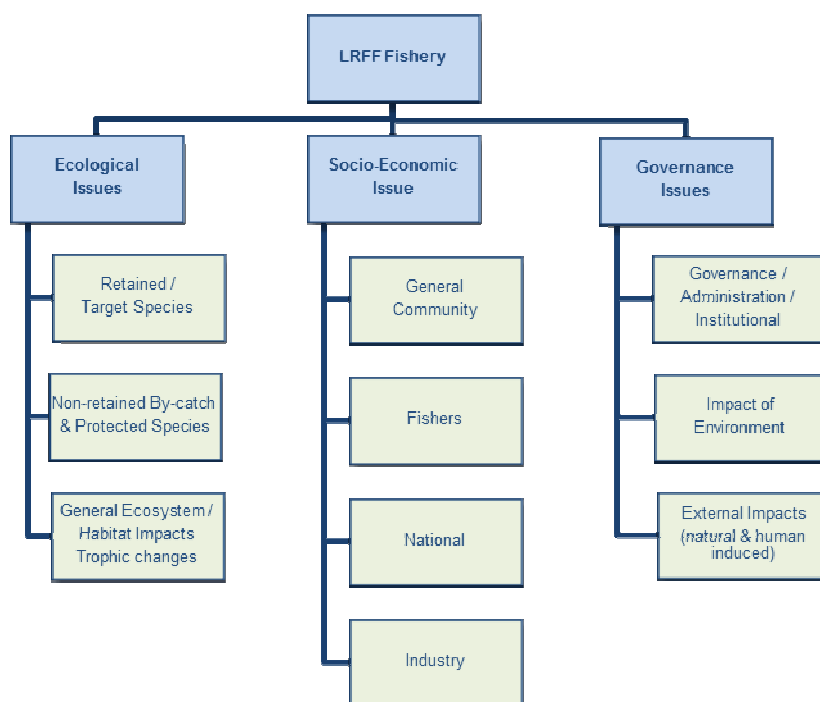 LRFF Fishery
Ecological
Issues
Socio-Economic
Issue
Governance
Issues
Retained /
Target Species
Non-retained By-catch
& Protected Species
General Ecosystem /
Habitat Impacts
Trophic changes
General
Community
Fishers
National
Industry
Governance /
Administration /
Institutional
Impact of
Environment
External Impacts
(natural & human
induced)